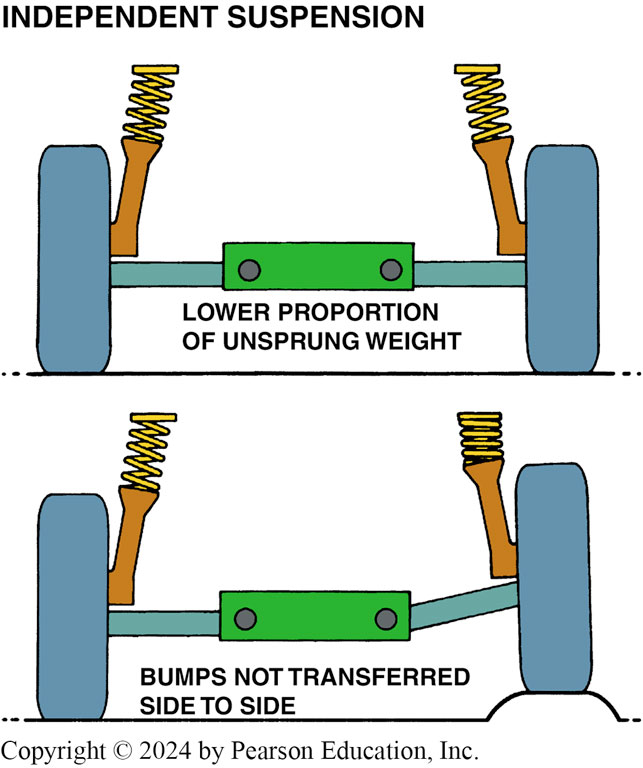 INDEPENDENT SUSPENSION
LOWER PROPORTION
OF UNSPRUNG WEIGHT
BUMPS NOT TRANSFERRED
SIDE TO SIDE
Copyright © 2024 by Pearson Education, Inc.